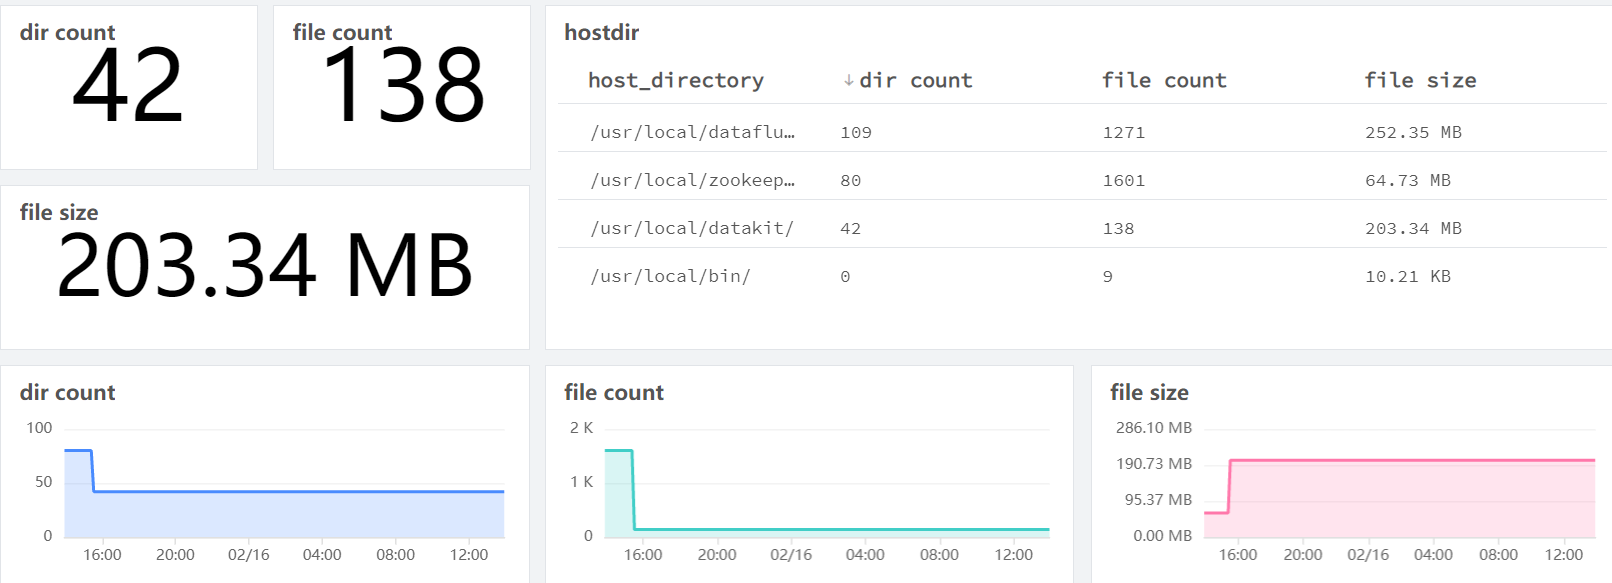 dir count
42
file count
138
file size
203.34 MB
hostdir
host_directory ↓ dir count file count file size
/usr/local/dataflu… 109 1271 252.35 MB
/usr/local/zookeep… 80 1601 64.73 MB
/usr/local/datakit/ 42 138 203.34 MB
/usr/local/bin/ 0 9 10.21 KB
dir count
100
50
0
16:00 20:00 02/16 04:00 08:00 12:00
file count
2 K
1 K
0
16:00 20:00 02/16 04:00 08:00 12:00
file size
286.10 MB
190.73 MB
95.37 MB
0.00 MB
16:00 20:00 02/16 04:00 08:00 12:00